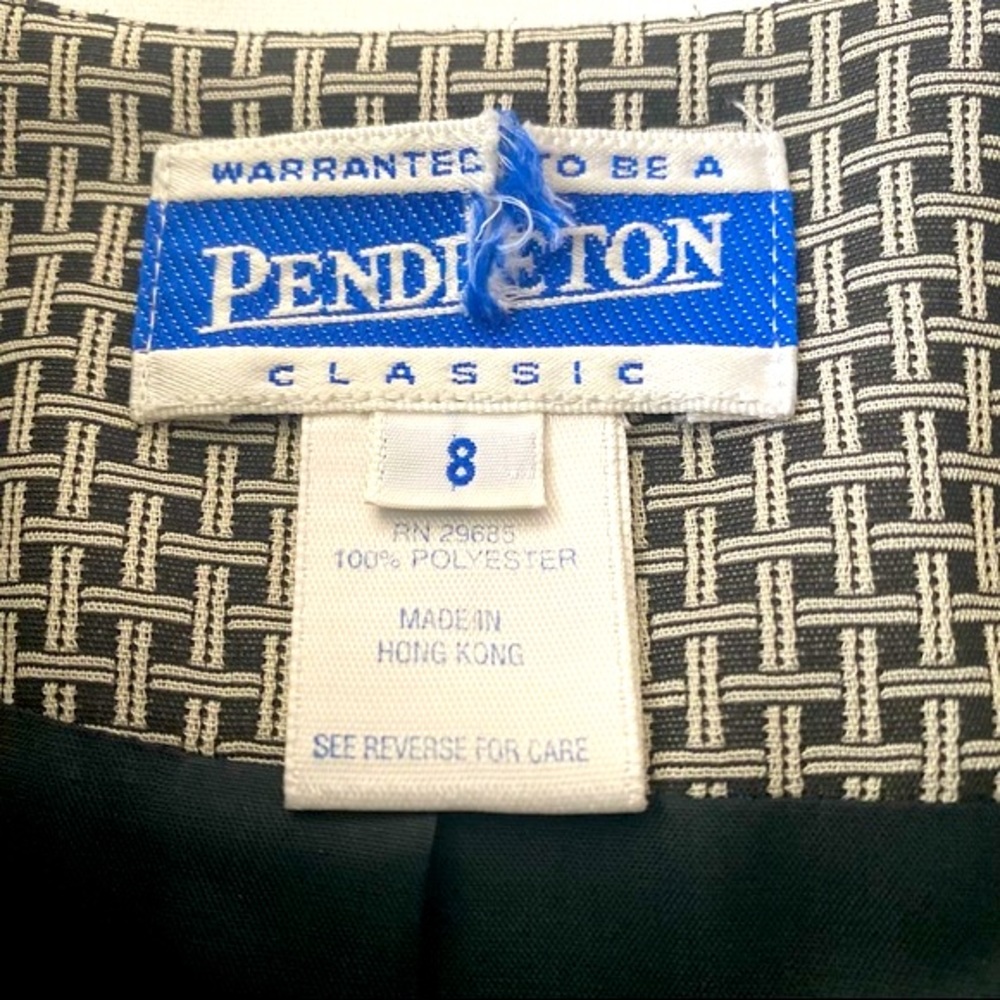 WARRANTED TO BE A
PENDLETON
CLASSIC
8
RN 29685
100% POLYESTER
MADE IN
HONG KONG
SEE REVERSE FOR CARE